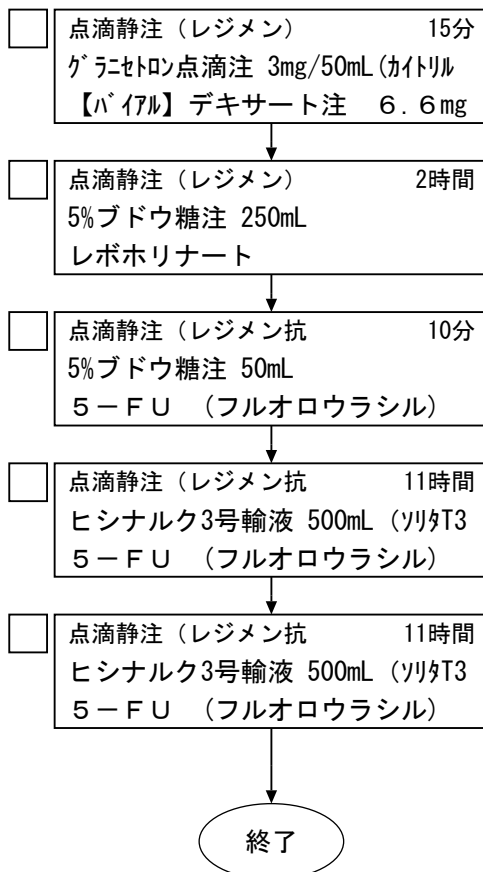 点滴静注（レジメン） 15分
グラニセトロン点滴注 3mg/50mL(カイトリル
【バイアル】デキサート注 ６．６mg
点滴静注（レジメン） 2時間
5%ブドウ糖注 250mL
レボホリナート
点滴静注（レジメン抗 10分
5%ブドウ糖注 50mL
５－ＦＵ （フルオロウラシル）
点滴静注（レジメン抗 11時間
ヒシナルク3号輸液 500mL（ソリタT3
５－ＦＵ （フルオロウラシル）
点滴静注（レジメン抗 11時間
ヒシナルク3号輸液 500mL（ソリタT3
５－ＦＵ （フルオロウラシル）
終了